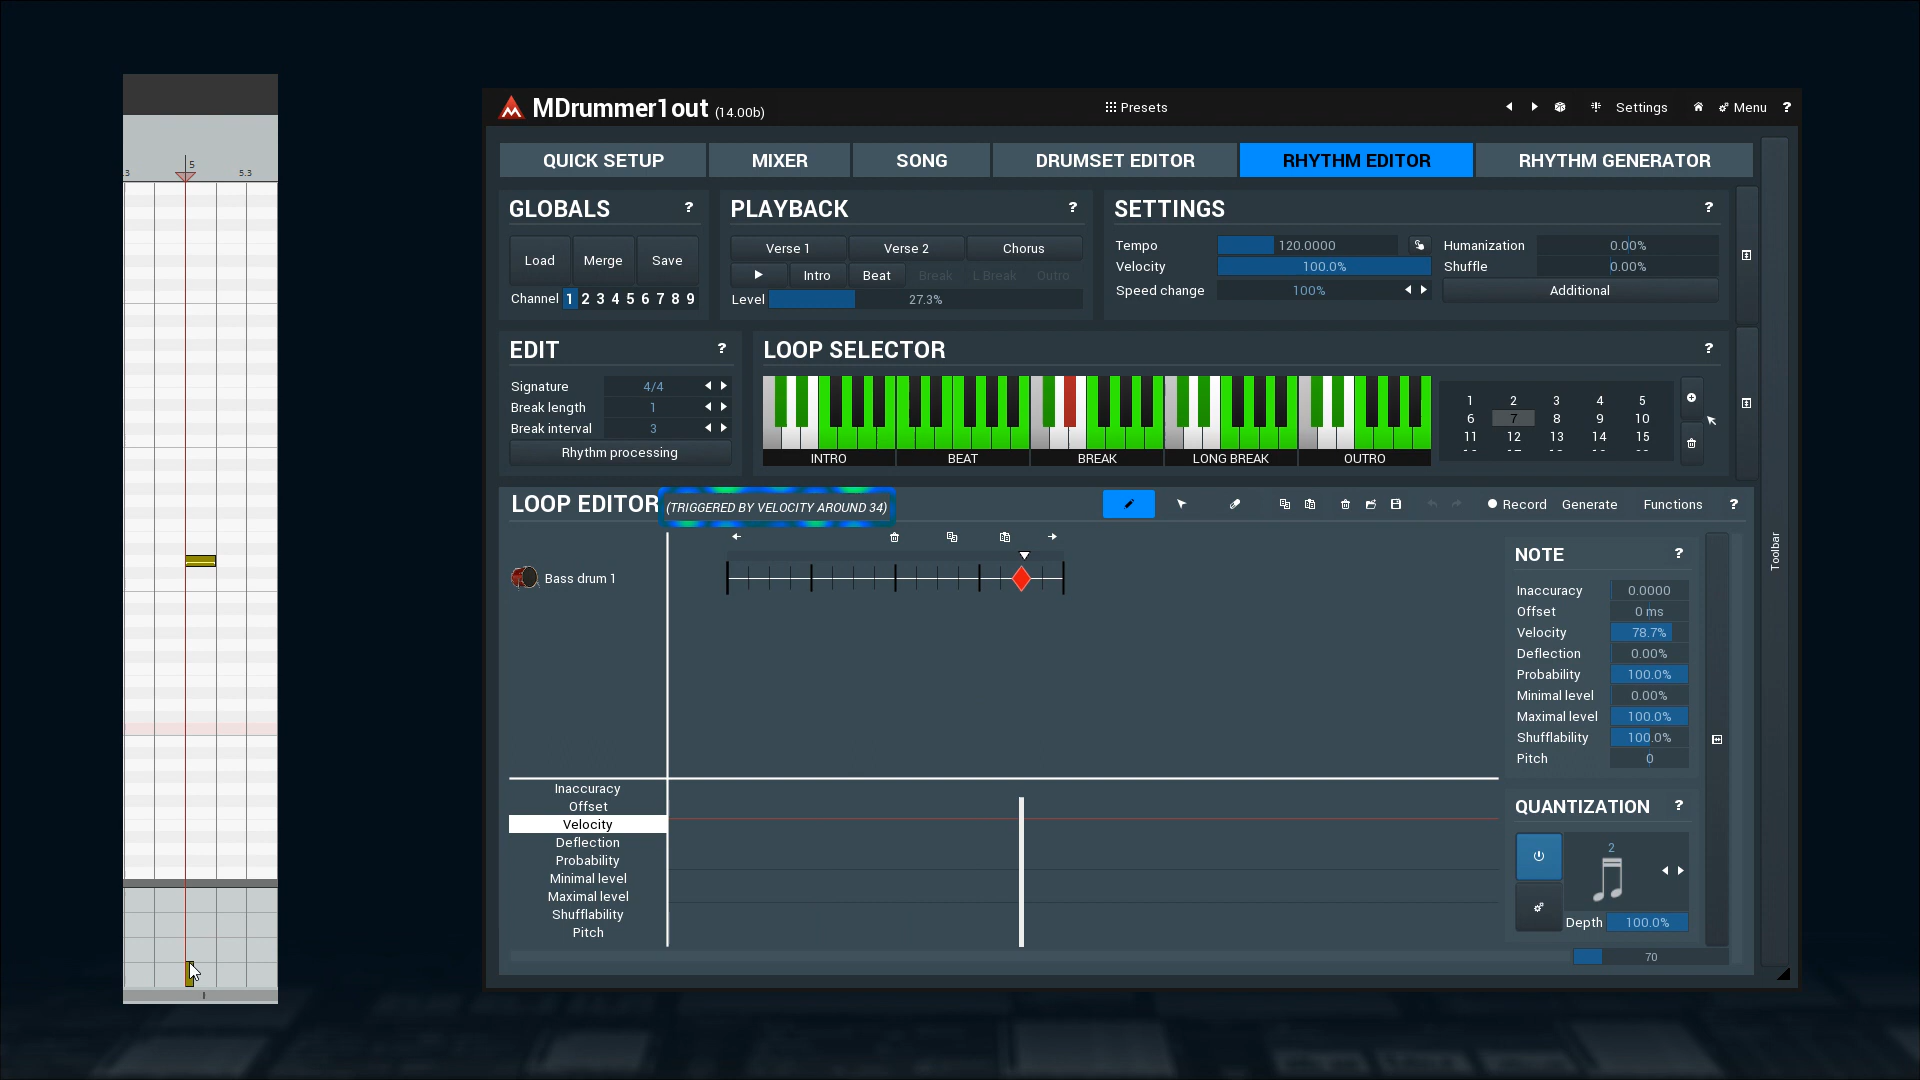 MDrummer1out (14.00b)
Presets
Settings
Menu
?
QUICK SETUP
MIXER
SONG
DRUMSET EDITOR
RHYTHM EDITOR
RHYTHM GENERATOR
.3
5
5.3
GLOBALS ?
Load
Merge
Save
Channel 1 2 3 4 5 6 7 8 9
PLAYBACK ?
Verse 1
Verse 2
Chorus
Intro
Beat
Break
L Break
Outro
Level 27.3%
SETTINGS ?
Tempo 120.0000
Velocity 100.0%
Speed change 100%
Humanization 0.00%
Shuffle 0.00%
Additional
EDIT ?
Signature 4/4
Break length 1
Break interval 3
Rhythm processing
LOOP SELECTOR ?
INTRO
BEAT
BREAK
LONG BREAK
OUTRO
1 2 3 4 5
6 7 8 9 10
11 12 13 14 15
LOOP EDITOR (TRIGGERED BY VELOCITY AROUND 34)
Record
Generate
Functions
?
Bass drum 1
Inaccuracy
Offset
Velocity
Deflection
Probability
Minimal level
Maximal level
Shufflability
Pitch
NOTE ?
Inaccuracy 0.0000
Offset 0 ms
Velocity 78.7%
Deflection 0.00%
Probability 100.0%
Minimal level 0.00%
Maximal level 100.0%
Shufflability 100.0%
Pitch 0
QUANTIZATION ?
2
Depth 100.0%
70
Toolbar